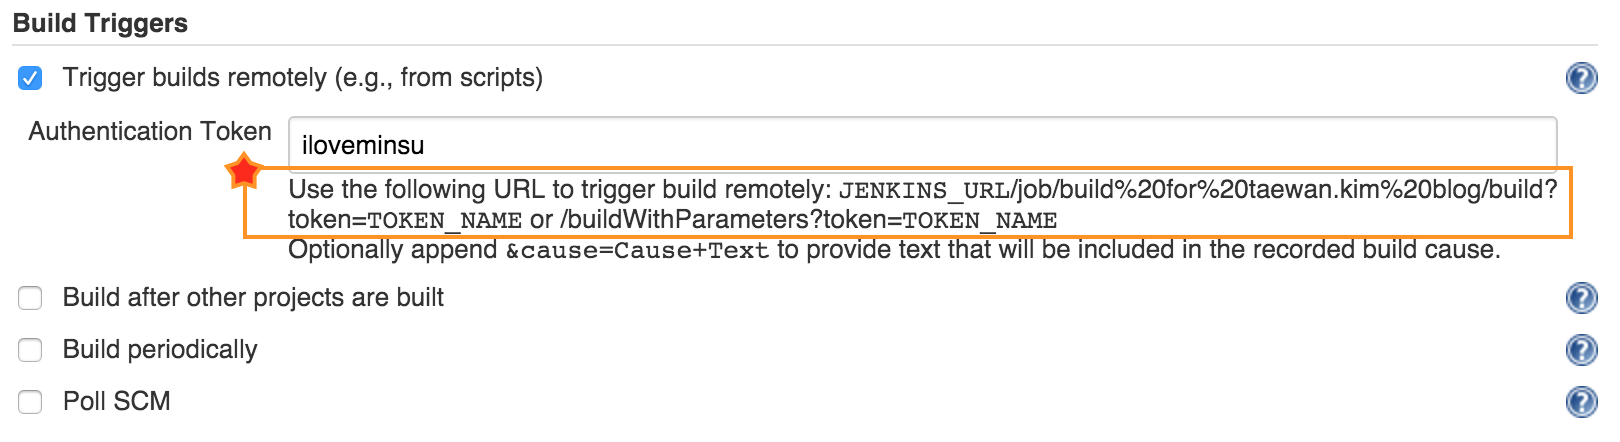 Build Triggers
Trigger builds remotely (e.g., from scripts)
?
Authentication Token
iloveminsu
Use the following URL to trigger build remotely: JENKINS_URL/job/build%20for%20taewan.kim%20blog/build?
token=TOKEN_NAME or /buildWithParameters?token=TOKEN_NAME
Optionally append &cause=Cause+Text to provide text that will be included in the recorded build cause.
Build after other projects are built
?
Build periodically
?
Poll SCM
?